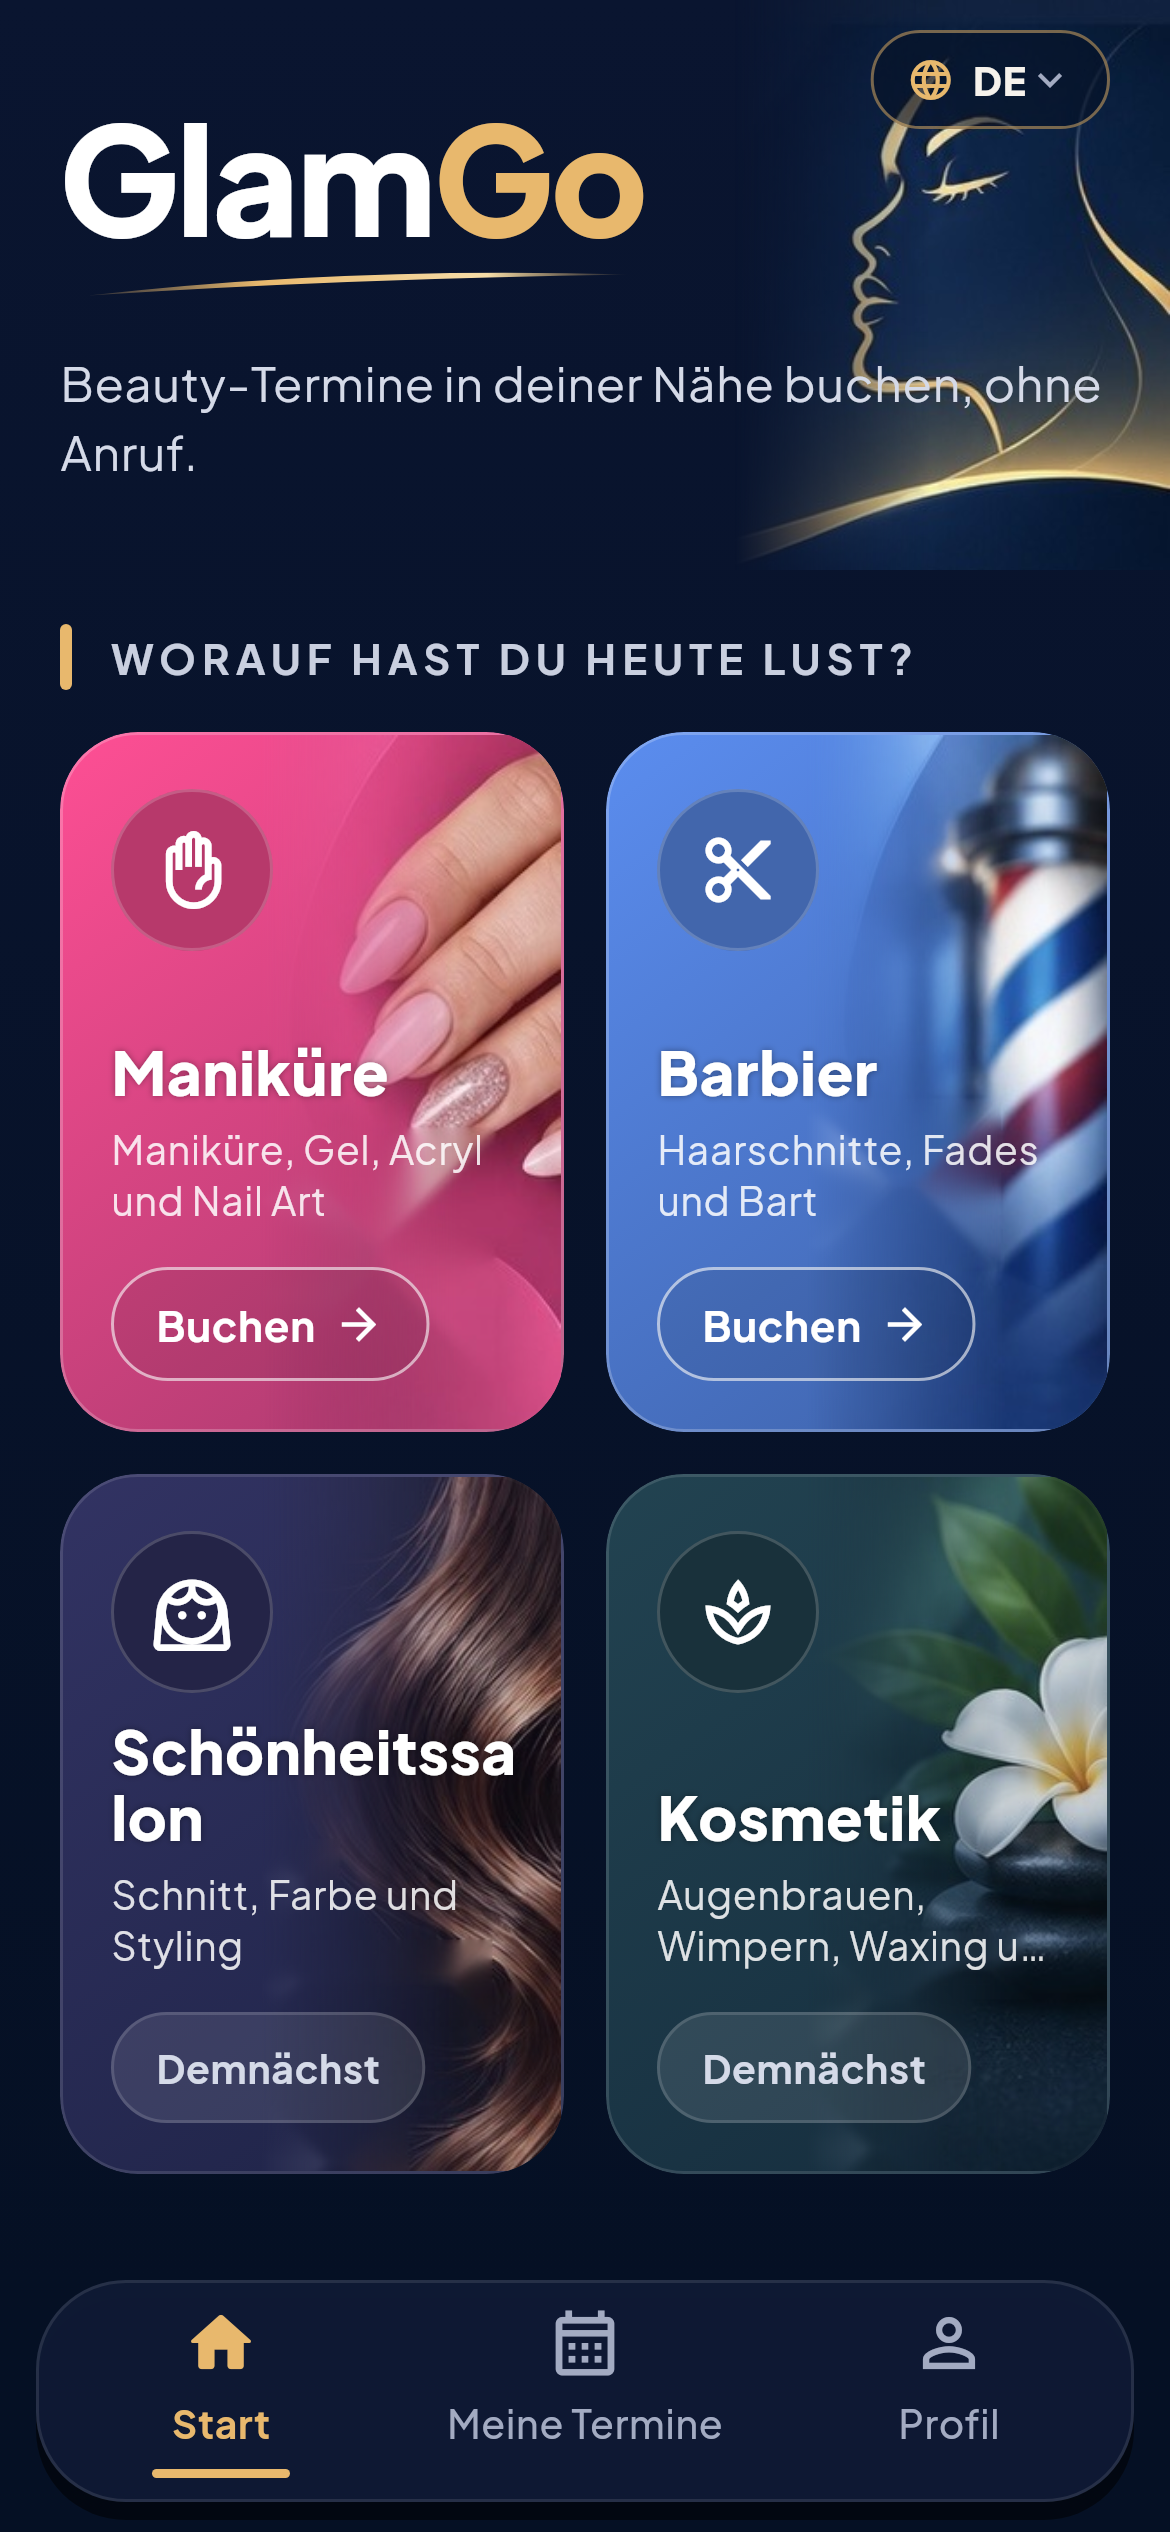 DE
GlamGo
Beauty-Termine in deiner Nähe buchen, ohne
Anruf.
WORAUF HAST DU HEUTE LUST?
Maniküre
Maniküre, Gel, Acryl
und Nail Art
Buchen
Barbier
Haarschnitte, Fades
und Bart
Buchen
Schönheitssa
lon
Schnitt, Farbe und
Styling
Demnächst
Kosmetik
Augenbrauen,
Wimpern, Waxing u...
Demnächst
Start
Meine Termine
Profil